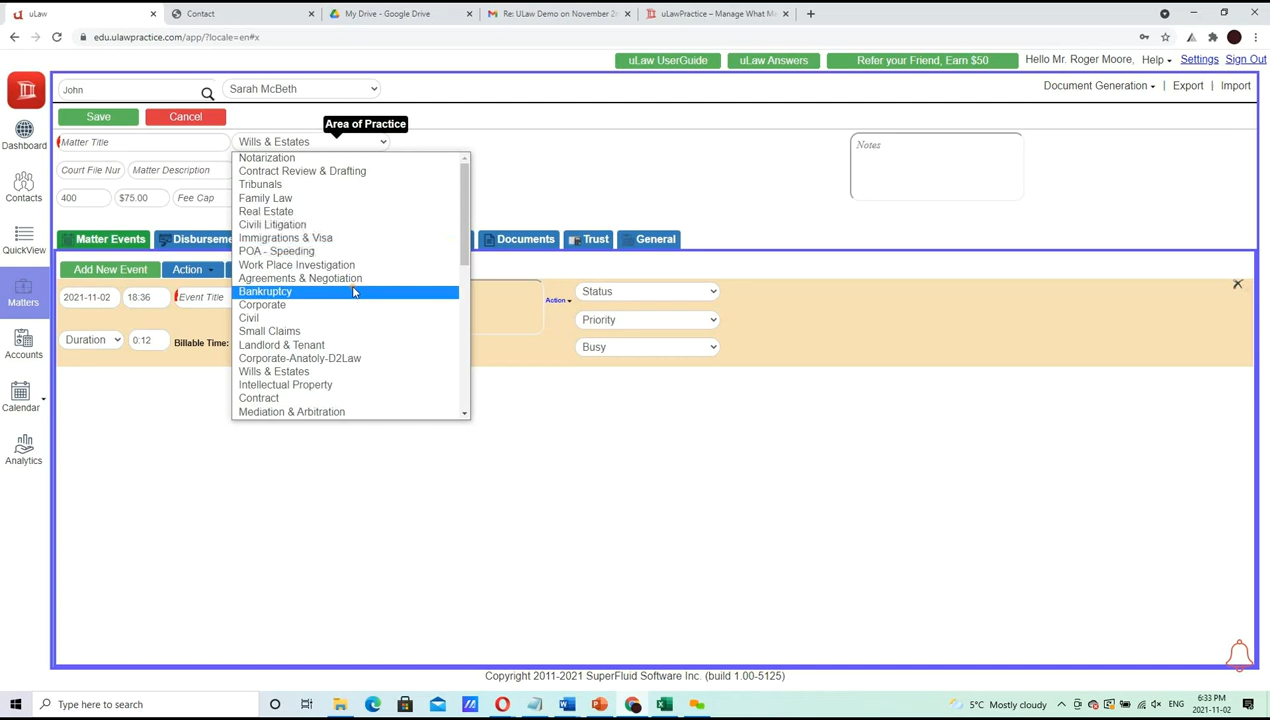 uLaw
Contact
My Drive - Google Drive
Re: ULaw Demo on November 2
uLawPractice – Manage What Ma
edu.ulawpractice.com/app/?locale=en#x
uLaw UserGuide
uLaw Answers
Refer your Friend, Earn $50
Hello Mr. Roger Moore,
Help
Settings
Sign Out
John
Sarah McBeth
Document Generation
Export
Import
Save
Cancel
Area of Practice
Matter Title
Wills & Estates
Notes
Court File Num
Matter Description
400
$75.00
Fee Cap
Notarization
Contract Review & Drafting
Tribunals
Family Law
Real Estate
Civili Litigation
Immigrations & Visa
POA - Speeding
Work Place Investigation
Agreements & Negotiation
Bankruptcy
Corporate
Civil
Small Claims
Landlord & Tenant
Corporate-Anatoly-D2Law
Wills & Estates
Intellectual Property
Contract
Mediation & Arbitration
Dashboard
Contacts
QuickView
Matters
Accounts
Calendar
Analytics
Matter Events
Disburseme
Documents
Trust
General
Add New Event
Action
2021-11-02
18:36
Event Title
Action
Status
Priority
Duration
0:12
Billable Time:
Busy
Copyright 2011-2021 SuperFluid Software Inc. (build 1.00-5125)
Type here to search
5°C Mostly cloudy
ENG
6:33 PM
2021-11-02